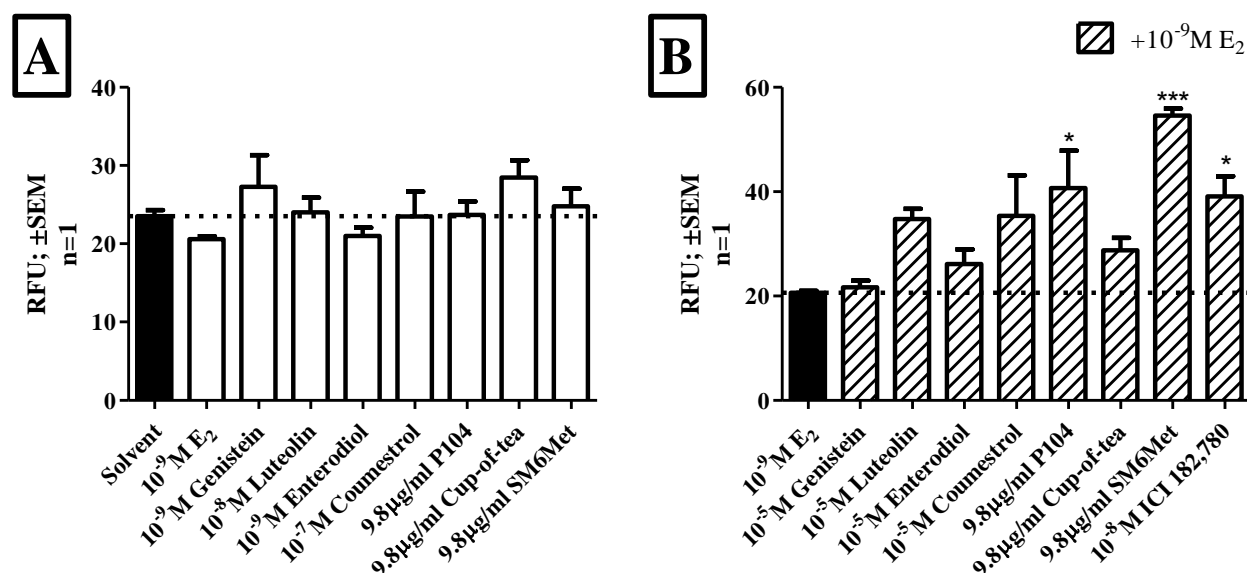 A
RFU; ±SEM
n=1
40
30
20
10
0
Solvent
10⁻⁹M E₂
10⁻⁹M Genistein
10⁻⁸M Luteolin
10⁻⁹M Enterodiol
10⁻⁷M Coumestrol
9.8µg/ml P104
9.8µg/ml Cup-of-tea
9.8µg/ml SM6Met
B
+10⁻⁹M E₂
RFU; ±SEM
n=1
60
40
20
0
*
***
*
10⁻⁹M E₂
10⁻⁵M Genistein
10⁻⁵M Luteolin
10⁻⁵M Enterodiol
10⁻⁵M Coumestrol
9.8µg/ml P104
9.8µg/ml Cup-of-tea
9.8µg/ml SM6Met
10⁻⁸M ICI 182,780